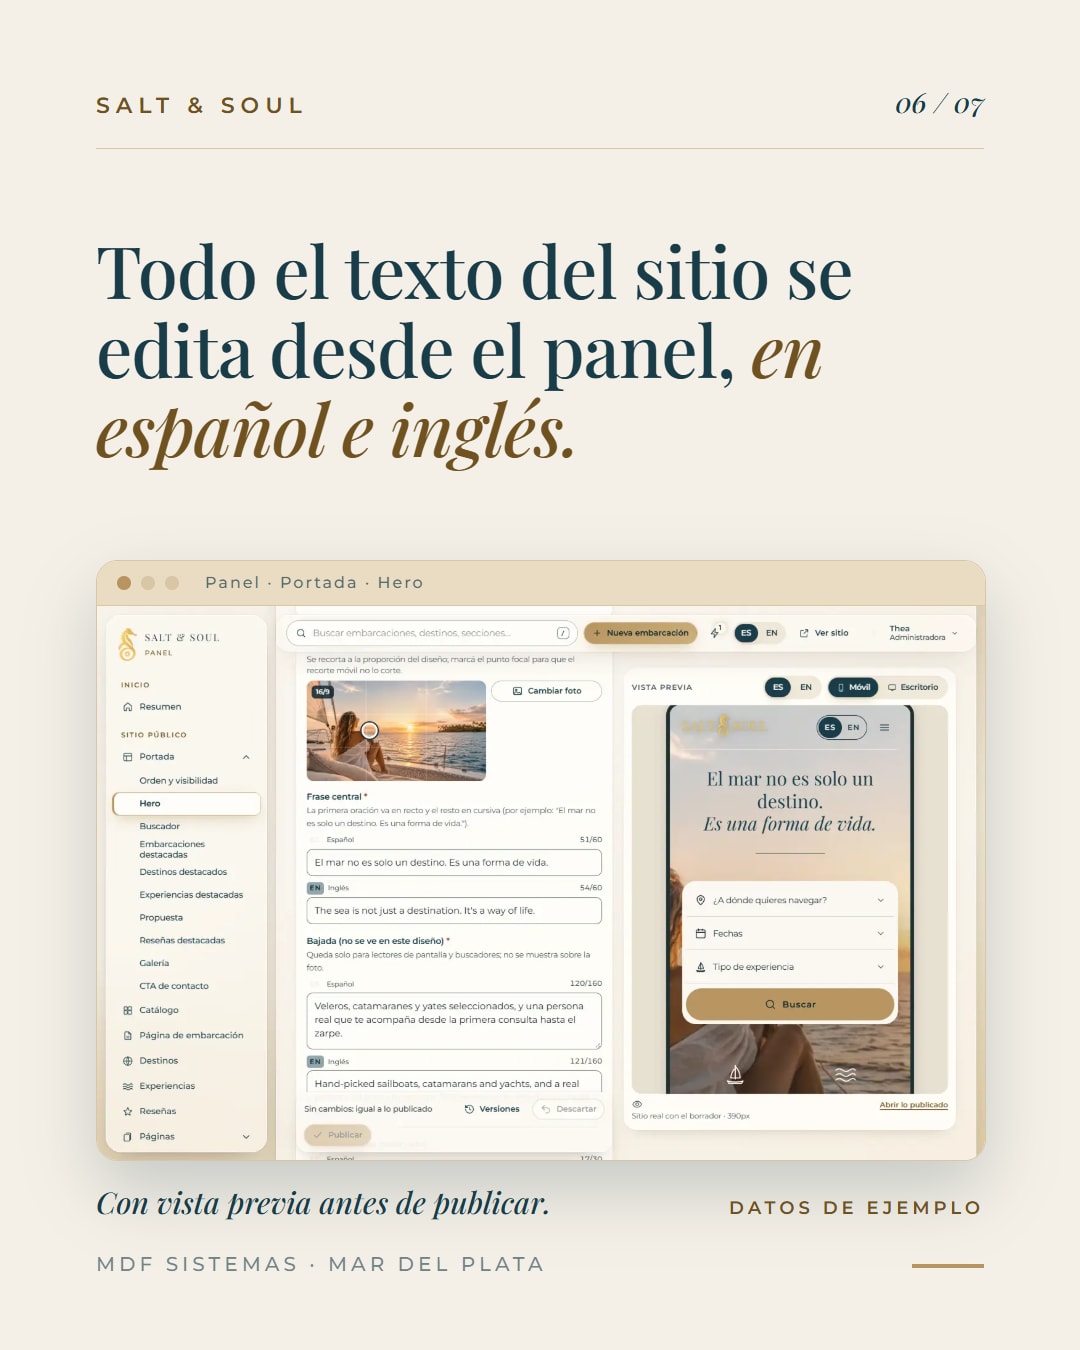 SALT & SOUL
06 / 07
Todo el texto del sitio se
edita desde el panel, en
español e inglés.
Panel · Portada · Hero
SALT & SOUL
PANEL
INICIO
Resumen
SITIO PÚBLICO
Portada
Orden y visibilidad
Hero
Buscador
Embarcaciones
destacadas
Destinos destacados
Experiencias destacadas
Propuesta
Reseñas destacadas
Galería
CTA de contacto
Catálogo
Página de embarcación
Destinos
Experiencias
Reseñas
Páginas
Buscar embarcaciones, destinos, secciones...
/
+ Nueva embarcación
1
ES EN
Ver sitio
Thea
Administradora
Se recorta a la proporción del diseño; marcá el punto focal para que el
recorte móvil no lo corte.
16/9
Cambiar foto
Frase central *
La primera oración va en recto y el resto en cursiva (por ejemplo: "El mar no
es solo un destino. Es una forma de vida.").
Español 51/60
El mar no es solo un destino. Es una forma de vida.
EN Inglés 54/60
The sea is not just a destination. It's a way of life.
Bajada (no se ve en este diseño) *
Queda solo para lectores de pantalla y buscadores; no se muestra sobre la
foto.
Español 120/160
Veleros, catamaranes y yates seleccionados, y una persona
real que te acompaña desde la primera consulta hasta el
zarpe.
EN Inglés 121/160
Hand-picked sailboats, catamarans and yachts, and a real
Sin cambios: igual a lo publicado
Versiones
Descartar
Publicar
Español 17/30
VISTA PREVIA
ES EN
Móvil
Escritorio
SALT & SOUL
ES EN
El mar no es solo un
destino.
Es una forma de vida.
¿A dónde quieres navegar?
Fechas
Tipo de experiencia
Buscar
Abrir lo publicado
Sitio real con el borrador · 390px
Con vista previa antes de publicar.
DATOS DE EJEMPLO
MDF SISTEMAS · MAR DEL PLATA